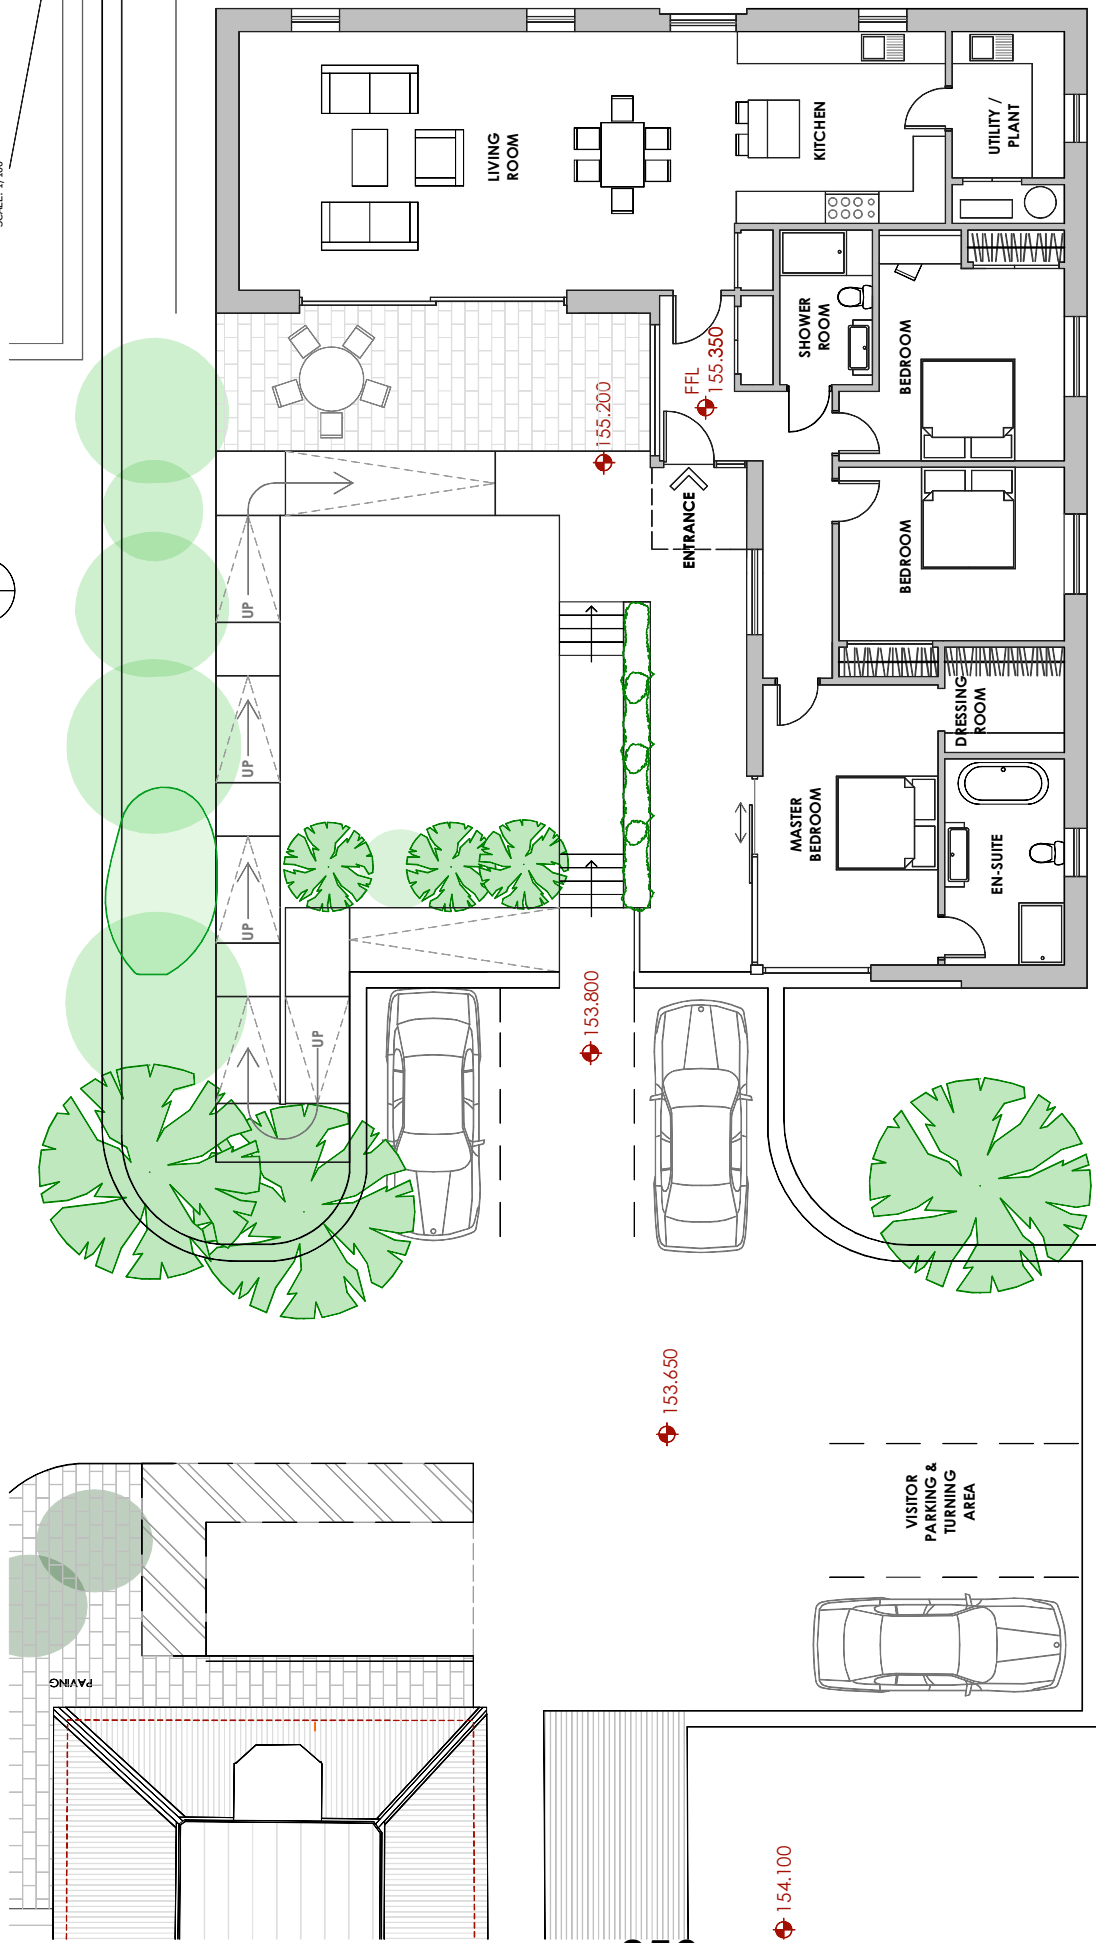 LIVING
ROOM
KITCHEN
UTILITY /
PLANT
SHOWER
ROOM
BEDROOM
FFL
155.350
155.200
ENTRANCE
BEDROOM
UP
DRESSING
ROOM
UP
MASTER
BEDROOM
EN-SUITE
UP
153.800
UP
153.650
VISITOR
PARKING &
TURNING
AREA
PAVING
154.100